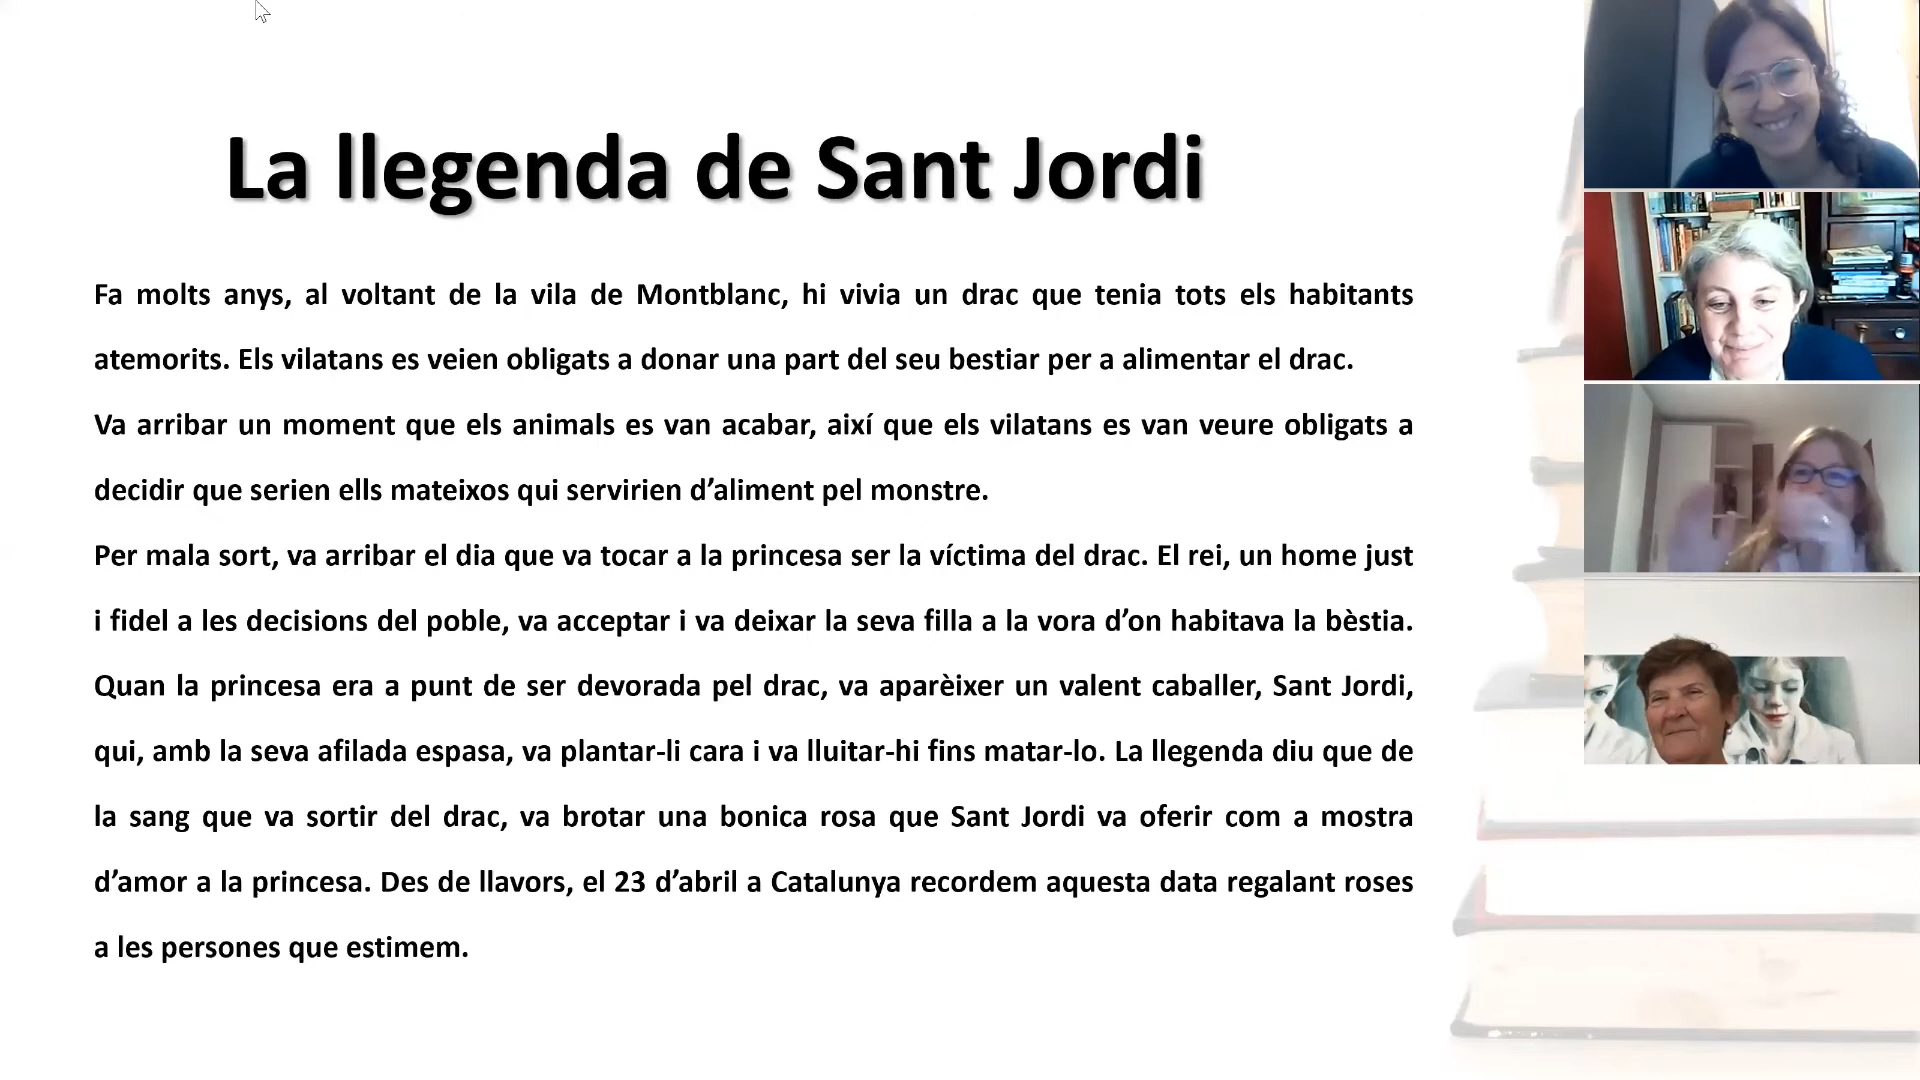 La llegenda de Sant Jordi
Fa molts anys, al voltant de la vila de Montblanc, hi vivia un drac que tenia tots els habitants
atemorits. Els vilatans es veien obligats a donar una part del seu bestiar per a alimentar el drac.
Va arribar un moment que els animals es van acabar, així que els vilatans es van veure obligats a
decidir que serien ells mateixos qui servirien d’aliment pel monstre.
Per mala sort, va arribar el dia que va tocar a la princesa ser la víctima del drac. El rei, un home just
i fidel a les decisions del poble, va acceptar i va deixar la seva filla a la vora d’on habitava la bèstia.
Quan la princesa era a punt de ser devorada pel drac, va aparèixer un valent caballer, Sant Jordi,
qui, amb la seva afilada espasa, va plantar-li cara i va lluitar-hi fins matar-lo. La llegenda diu que de
la sang que va sortir del drac, va brotar una bonica rosa que Sant Jordi va oferir com a mostra
d’amor a la princesa. Des de llavors, el 23 d’abril a Catalunya recordem aquesta data regalant roses
a les persones que estimem.